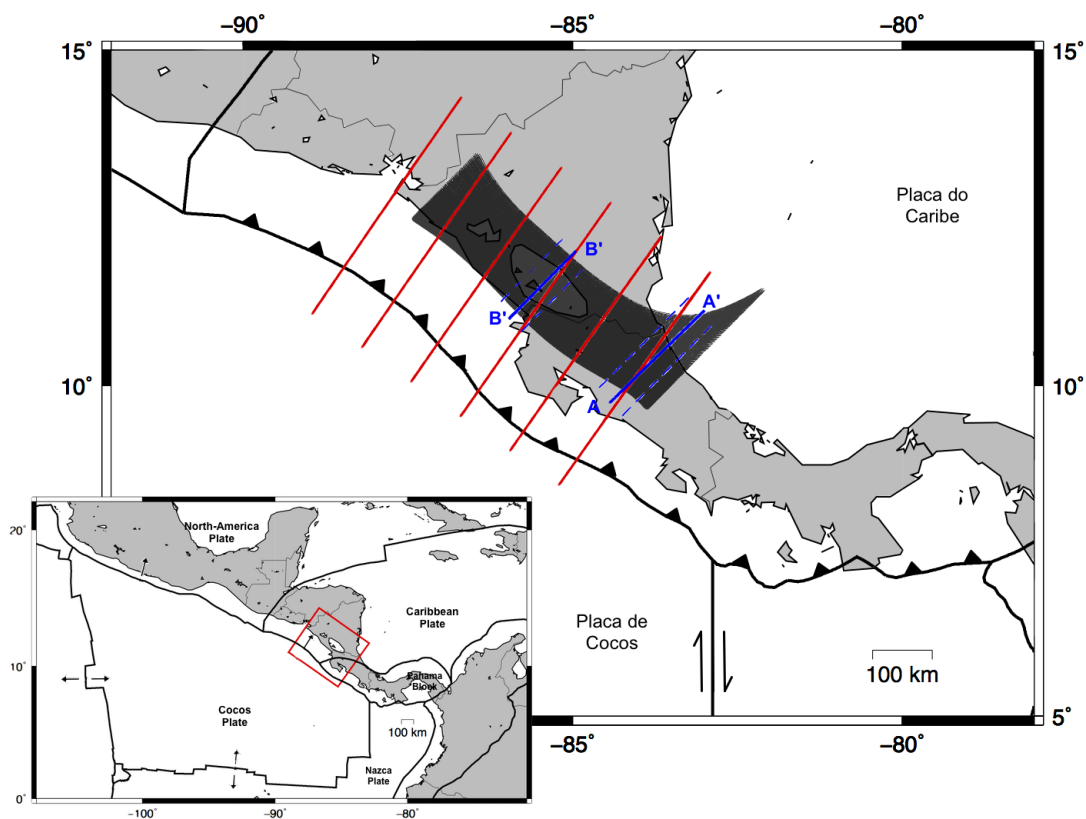 −90˚
−85˚
−80˚
15˚
15˚
Placa do
Caribe
B'
B'
A'
A
10˚
10˚
Placa de
Cocos
100 km
5˚
−85˚
−80˚
20˚
North-America
Plate
Caribbean
Plate
10˚
Panama
Block
Cocos
Plate
100 km
Nazca
Plate
0˚
−100˚
−90˚
−80˚